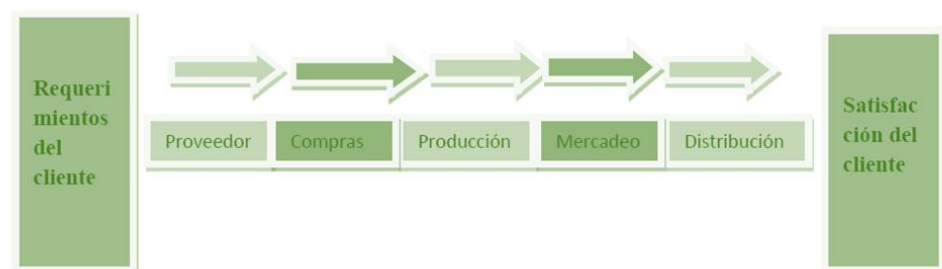 Requeri
mientos
del
cliente
Proveedor
Compras
Producción
Mercadeo
Distribución
Satisfac
ción del
cliente